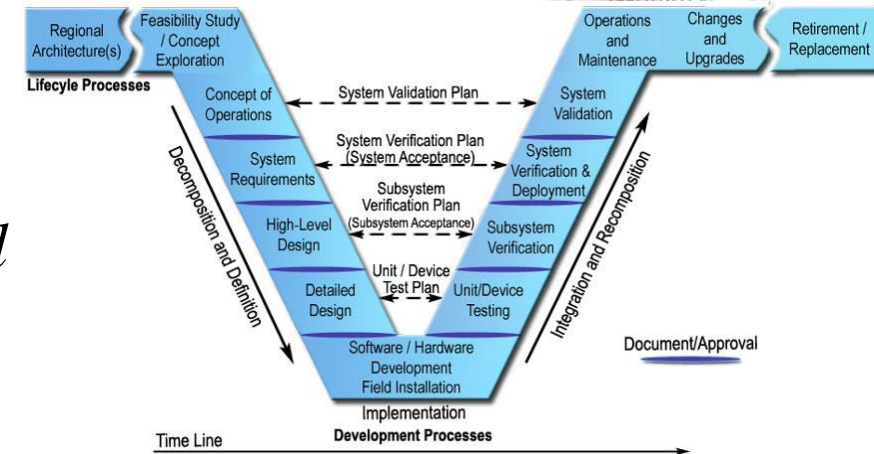 Regional
Architecture(s)
Feasibility Study
/ Concept
Exploration
Operations
and
Maintenance
Changes
and
Upgrades
Retirement /
Replacement
Lifecyle Processes
Concept of
Operations
System Validation Plan
System
Validation
System
Requirements
System Verification Plan
(System Acceptance)
System
Verification &
Deployment
High-Level
Design
Subsystem
Verification Plan
(Subsystem Acceptance)
Subsystem
Verification
Detailed
Design
Unit / Device
Test Plan
Unit/Device
Testing
Decomposition and Definition
Integration and Recomposition
Software / Hardware
Development
Field Installation
Document/Approval
Implementation
Development Processes
Time Line